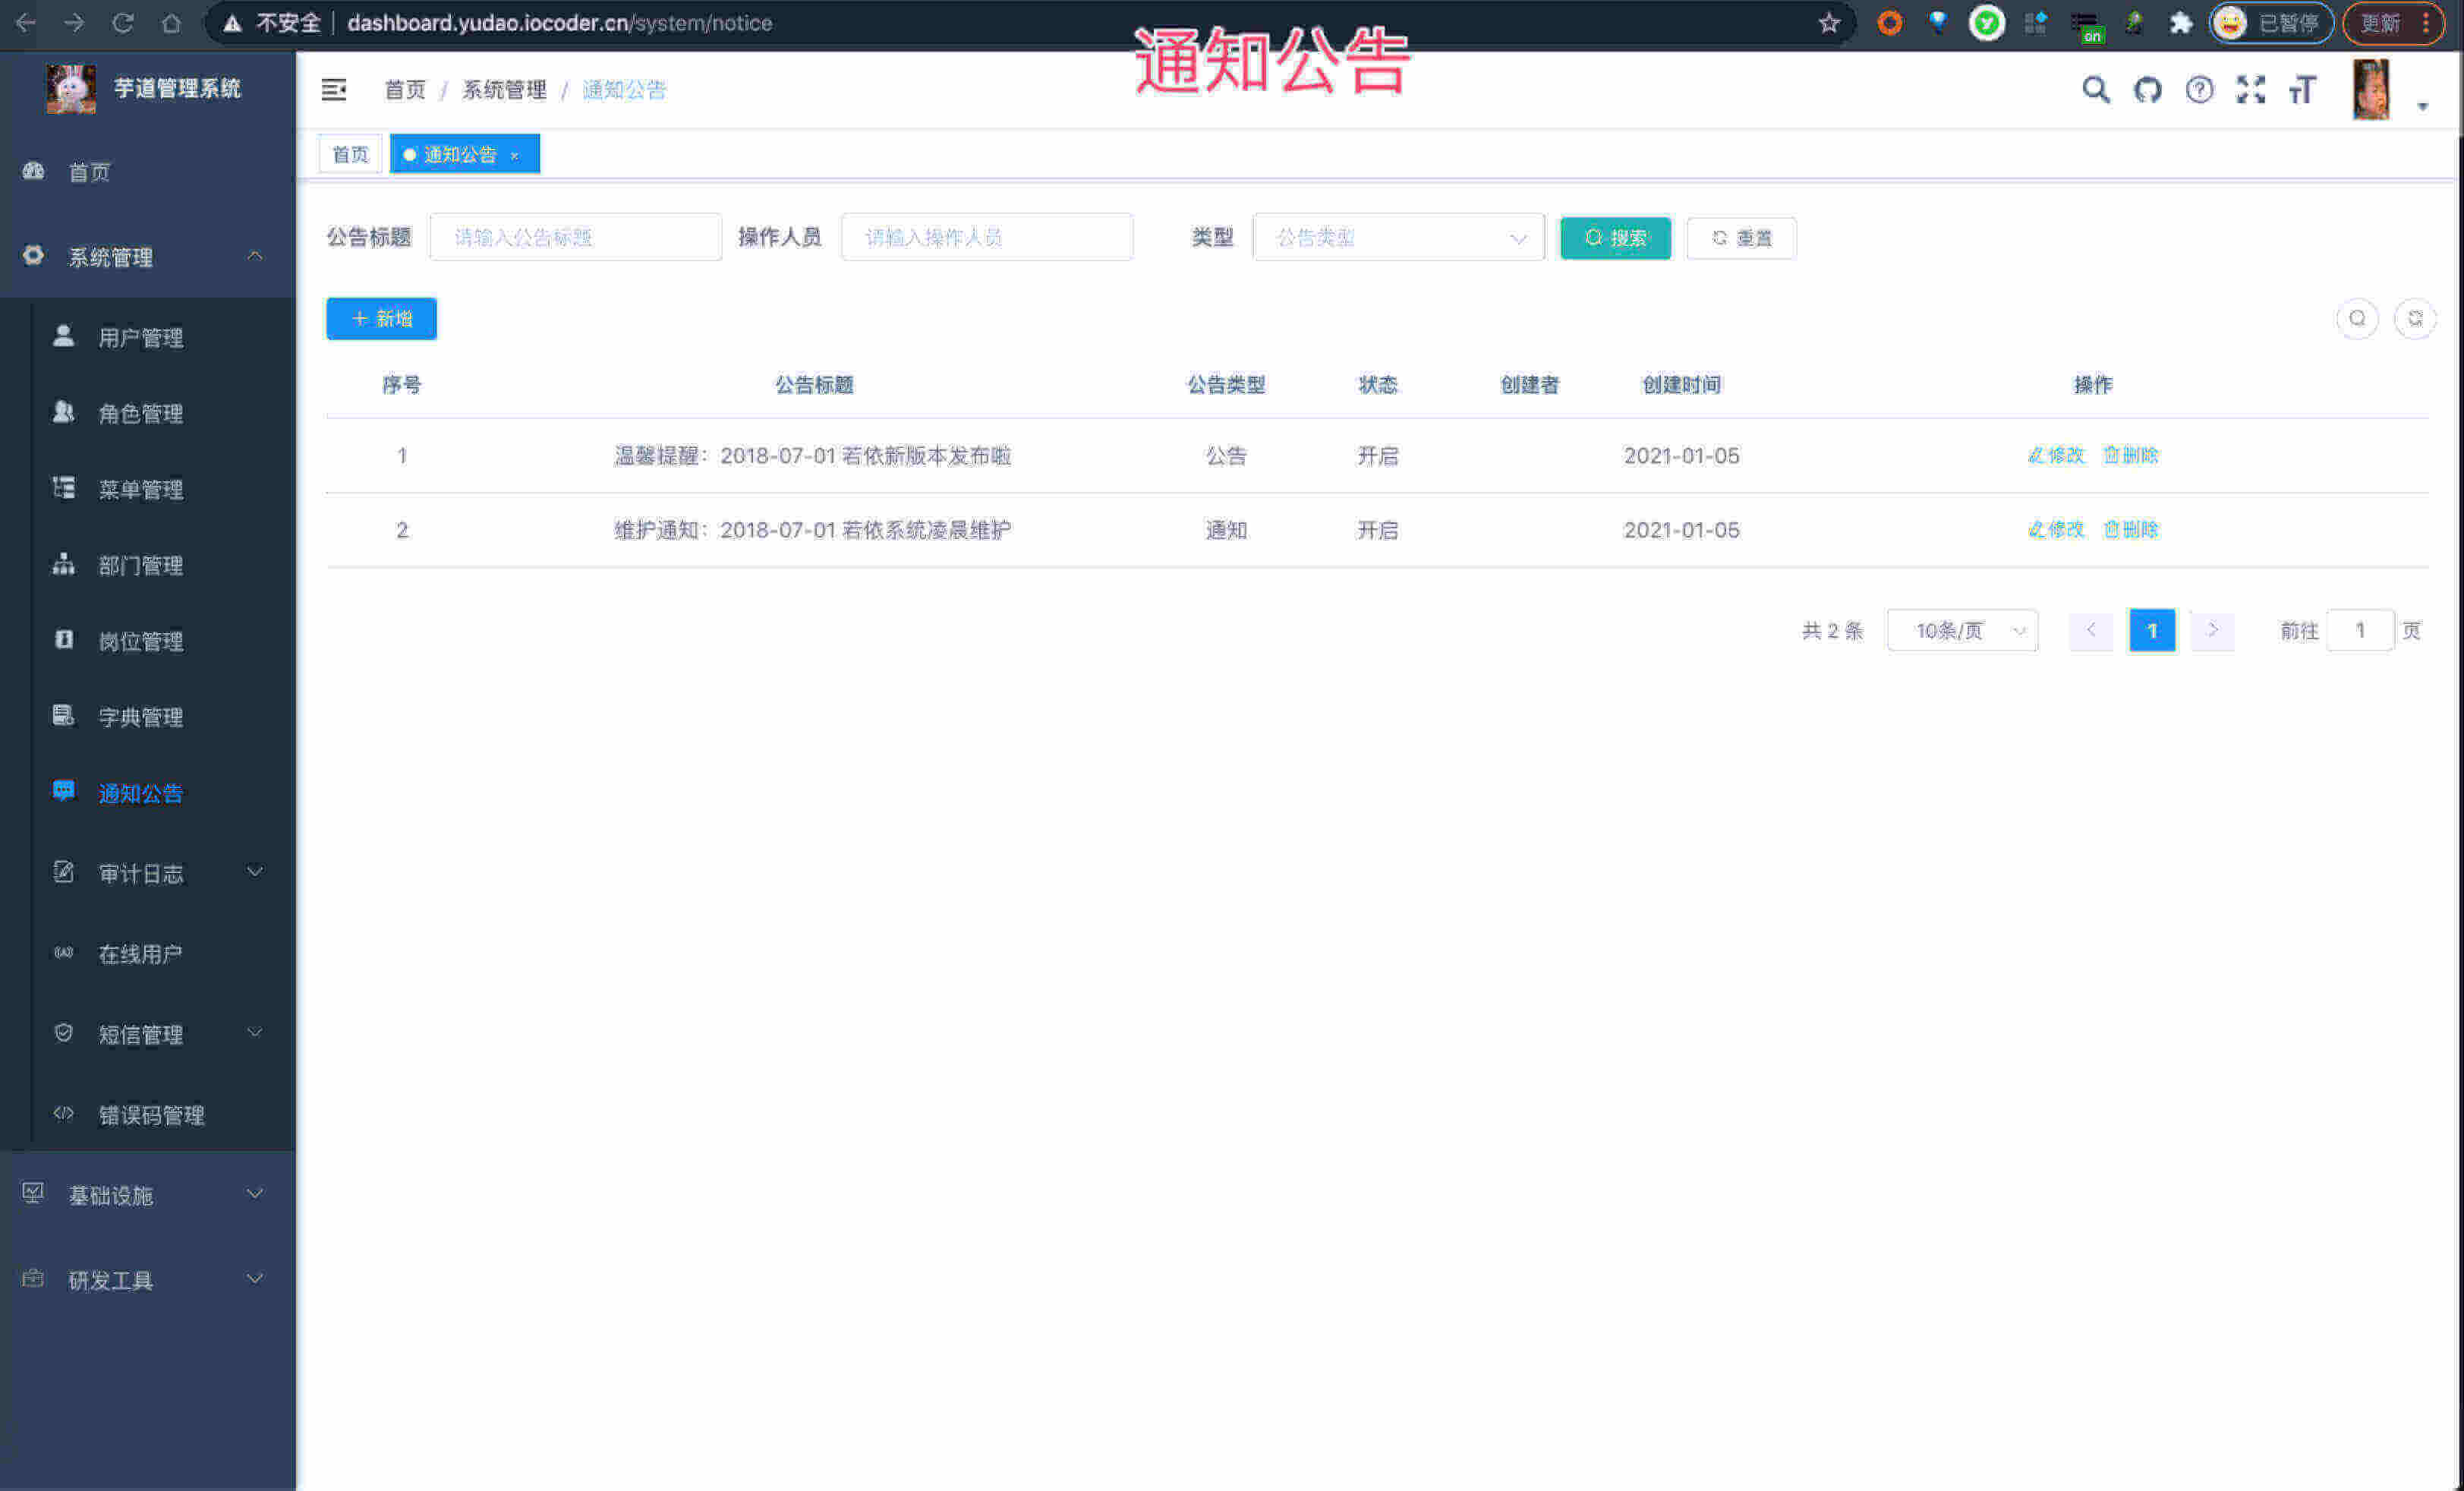 不安全 | dashboard.yudao.iocoder.cn/system/notice
on
已暂停
更新
通知公告
芋道管理系统
首页 / 系统管理 / 通知公告
首页
通知公告 ×
首页
系统管理
用户管理
角色管理
菜单管理
部门管理
岗位管理
字典管理
通知公告
审计日志
在线用户
短信管理
错误码管理
基础设施
研发工具
公告标题 请输入公告标题 操作人员 请输入操作人员 类型 公告类型 搜索 重置
+ 新增
序号 公告标题 公告类型 状态 创建者 创建时间 操作
1 温馨提醒：2018-07-01 若依新版本发布啦 公告 开启 2021-01-05 修改 删除
2 维护通知：2018-07-01 若依系统凌晨维护 通知 开启 2021-01-05 修改 删除
共 2 条 10条/页 < 1 > 前往 1 页